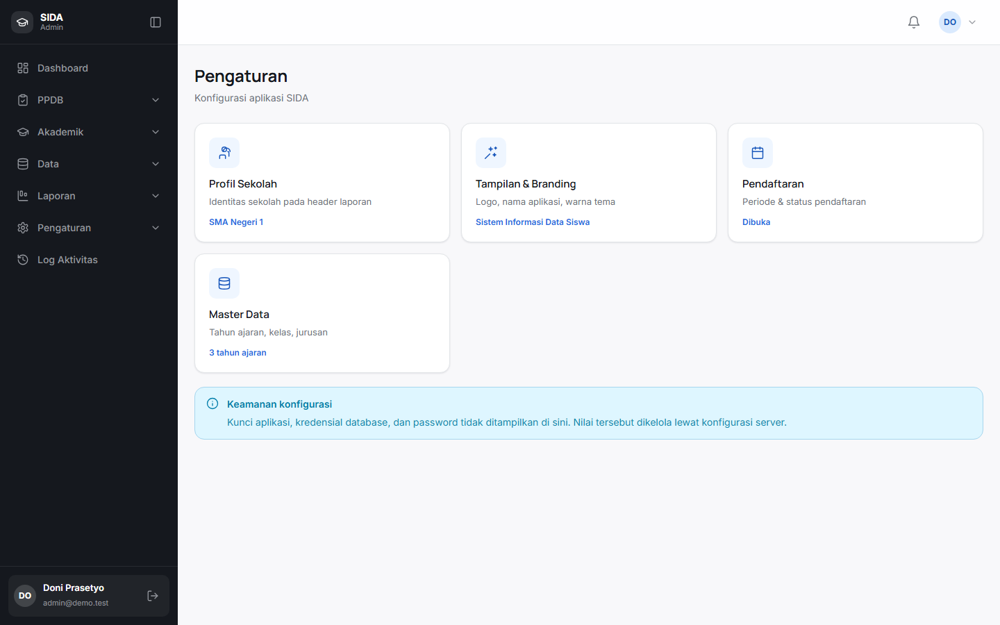 SIDA
Admin
Dashboard
PPDB
Akademik
Data
Laporan
Pengaturan
Log Aktivitas
Doni Prasetyo
DO
admin@demo.test
DO
Pengaturan
Konfigurasi aplikasi SIDA
Profil Sekolah
Identitas sekolah pada header laporan
SMA Negeri 1
Tampilan & Branding
Logo, nama aplikasi, warna tema
Sistem Informasi Data Siswa
Pendaftaran
Periode & status pendaftaran
Dibuka
Master Data
Tahun ajaran, kelas, jurusan
3 tahun ajaran
Keamanan konfigurasi
Kunci aplikasi, kredensial database, dan password tidak ditampilkan di sini. Nilai tersebut dikelola lewat konfigurasi server.